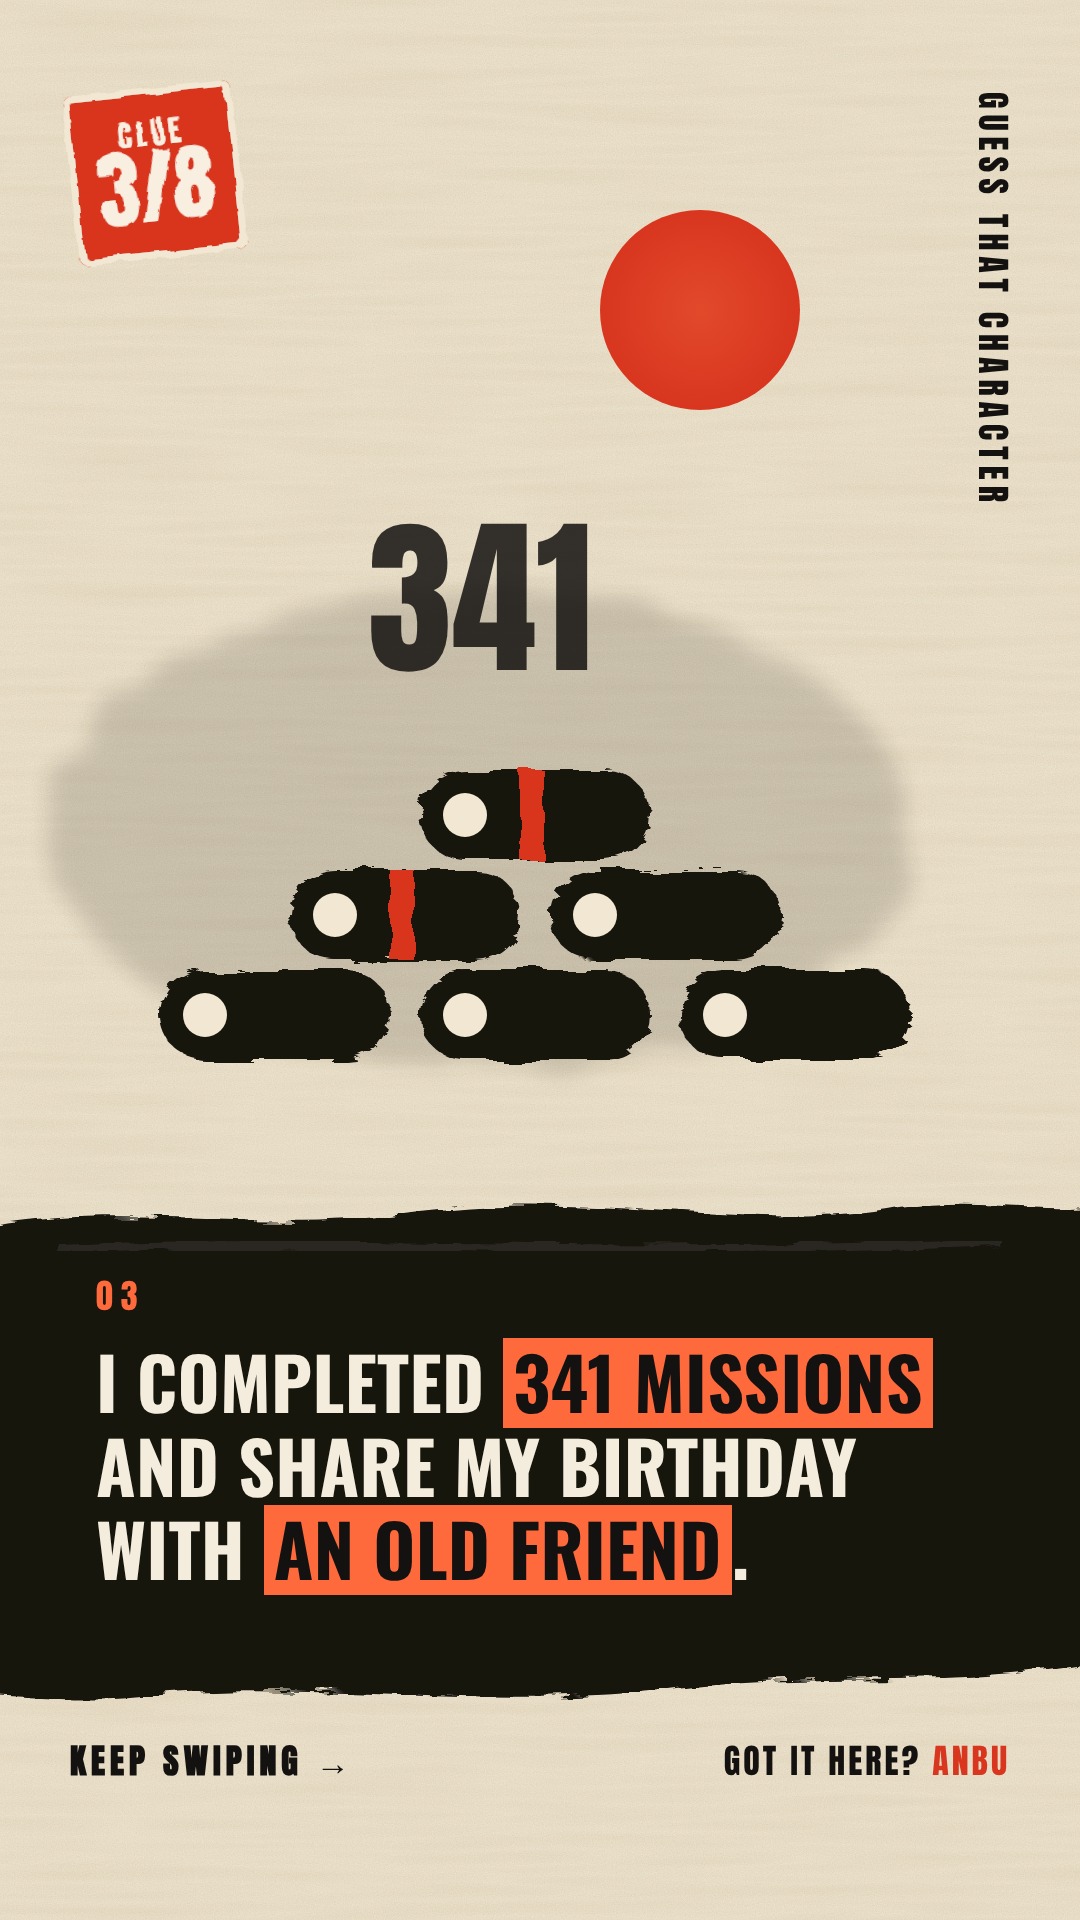 CLUE
3/8
GUESS THAT CHARACTER
341
03
I COMPLETED 341 MISSIONS
AND SHARE MY BIRTHDAY
WITH AN OLD FRIEND.
KEEP SWIPING →
GOT IT HERE? ANBU